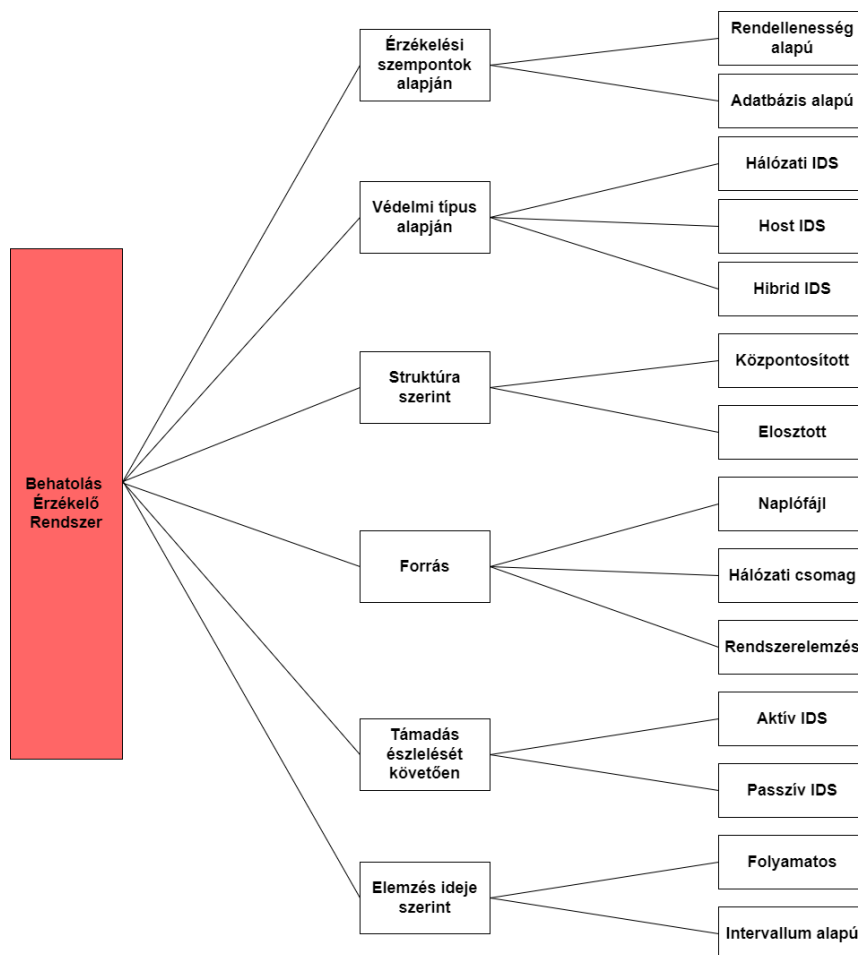 Behatolás
Érzékelő
Rendszer
Érzékelési
szempontok
alapján
Rendellenesség
alapú
Adatbázis alapú
Védelmi típus
alapján
Hálózati IDS
Host IDS
Hibrid IDS
Struktúra
szerint
Központosított
Elosztott
Forrás
Naplófájl
Hálózati csomag
Rendszerelemzés
Támadás
észlelését
követően
Aktív IDS
Passzív IDS
Elemzés ideje
szerint
Folyamatos
Intervallum alapú